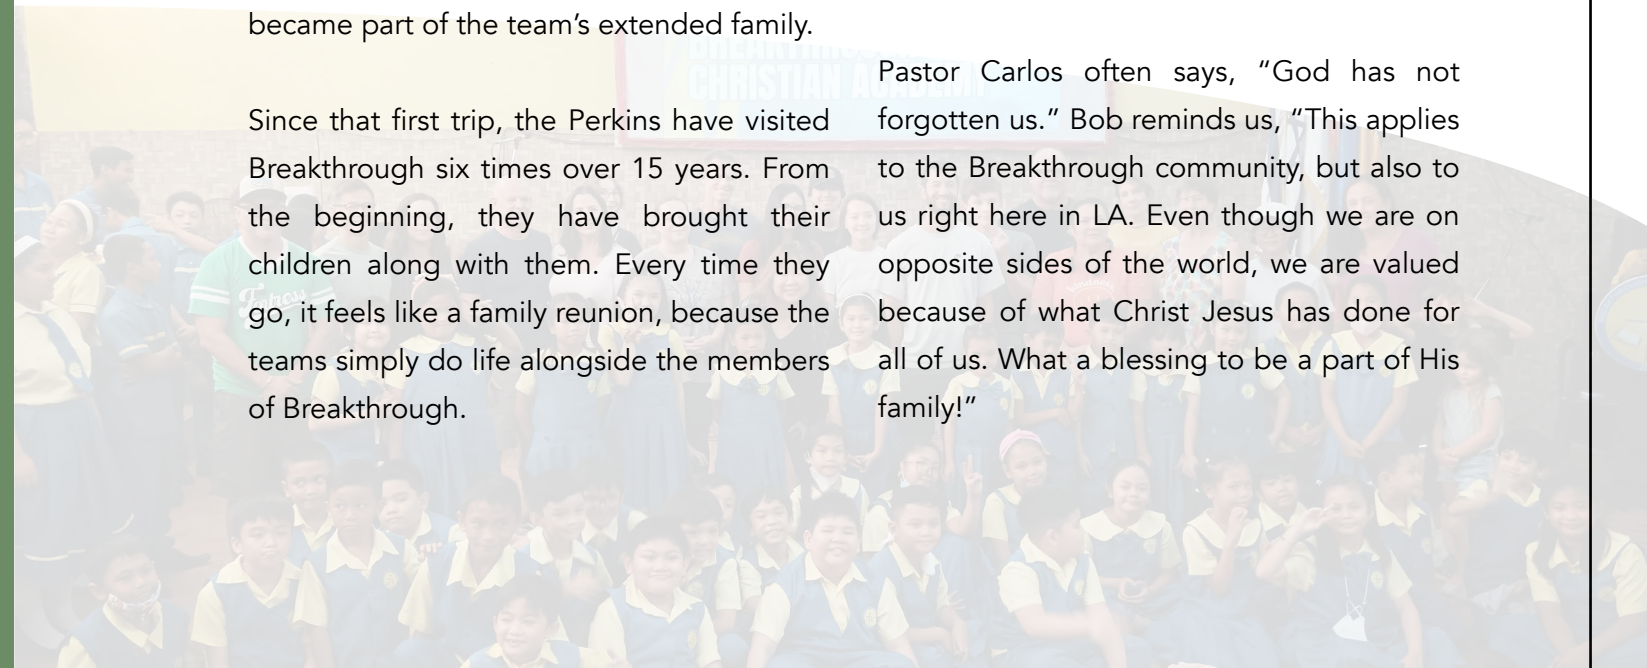 became part of the team’s extended family.
Since that first trip, the Perkins have visited
Breakthrough six times over 15 years. From
the beginning, they have brought their
children along with them. Every time they
go, it feels like a family reunion, because the
teams simply do life alongside the members
of Breakthrough.
Pastor Carlos often says, “God has not
forgotten us.” Bob reminds us, “This applies
to the Breakthrough community, but also to
us right here in LA. Even though we are on
opposite sides of the world, we are valued
because of what Christ Jesus has done for
all of us. What a blessing to be a part of His
family!”
CHRISTIAN ACADEMY